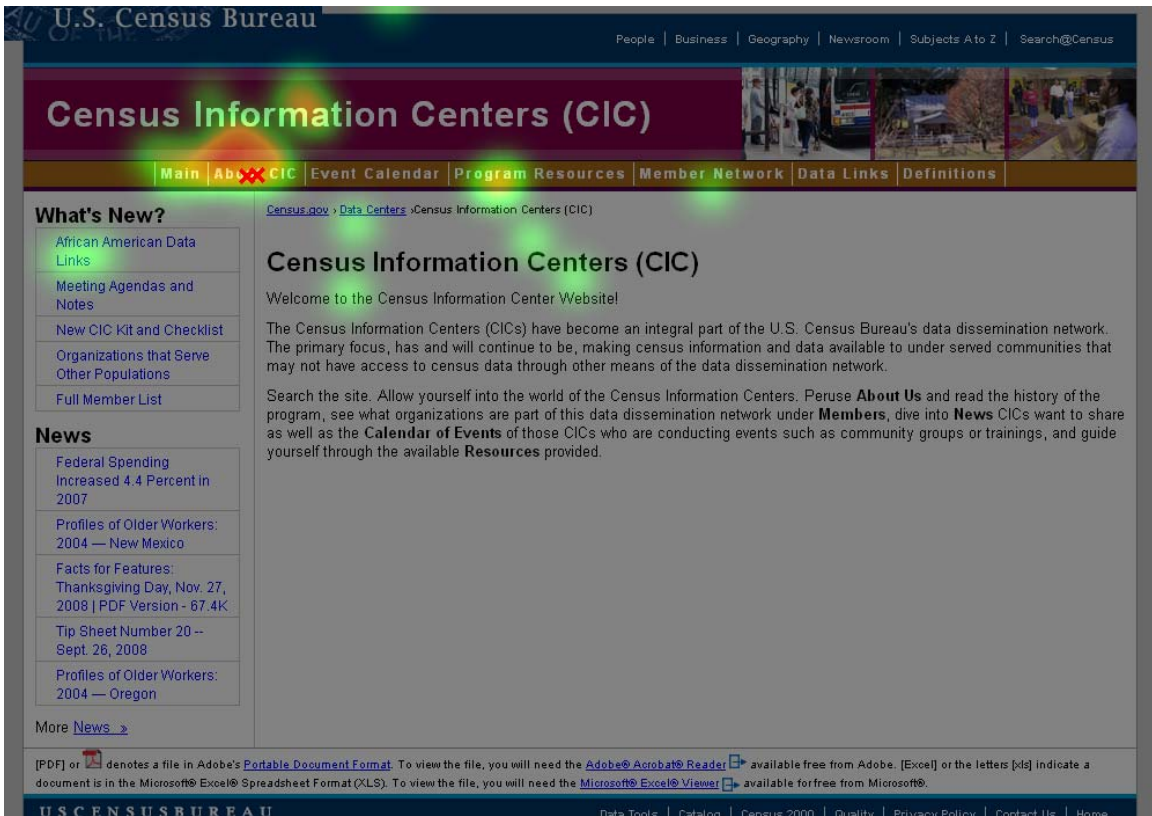 U.S. Census Bureau
People | Business | Geography | Newsroom | Subjects A to Z | Search@Census
Census Information Centers (CIC)
Main | About CIC | Event Calendar | Program Resources | Member Network | Data Links | Definitions
What's New?
African American Data
Links
Meeting Agendas and
Notes
New CIC Kit and Checklist
Organizations that Serve
Other Populations
Full Member List
News
Federal Spending
Increased 4.4 Percent in
2007
Profiles of Older Workers:
2004 — New Mexico
Facts for Features:
Thanksgiving Day, Nov. 27,
2008 | PDF Version - 67.4K
Tip Sheet Number 20 --
Sept. 26, 2008
Profiles of Older Workers:
2004 — Oregon
More News »
Census.gov › Data Centers ›Census Information Centers (CIC)
Census Information Centers (CIC)
Welcome to the Census Information Center Website!
The Census Information Centers (CICs) have become an integral part of the U.S. Census Bureau's data dissemination network.
The primary focus, has and will continue to be, making census information and data available to under served communities that
may not have access to census data through other means of the data dissemination network.
Search the site. Allow yourself into the world of the Census Information Centers. Peruse About Us and read the history of the
program, see what organizations are part of this data dissemination network under Members, dive into News CICs want to share
as well as the Calendar of Events of those CICs who are conducting events such as community groups or trainings, and guide
yourself through the available Resources provided.
[PDF] or denotes a file in Adobe's Portable Document Format. To view the file, you will need the Adobe® Acrobat® Reader available free from Adobe. [Excel] or the letters [xls] indicate a
document is in the Microsoft® Excel® Spreadsheet Format (XLS). To view the file, you will need the Microsoft® Excel® Viewer available for free from Microsoft®.
USCENSUSBUREAU
Data Tools | Catalog | Census 2000 | Quality | Privacy Policy | Contact Us | Home